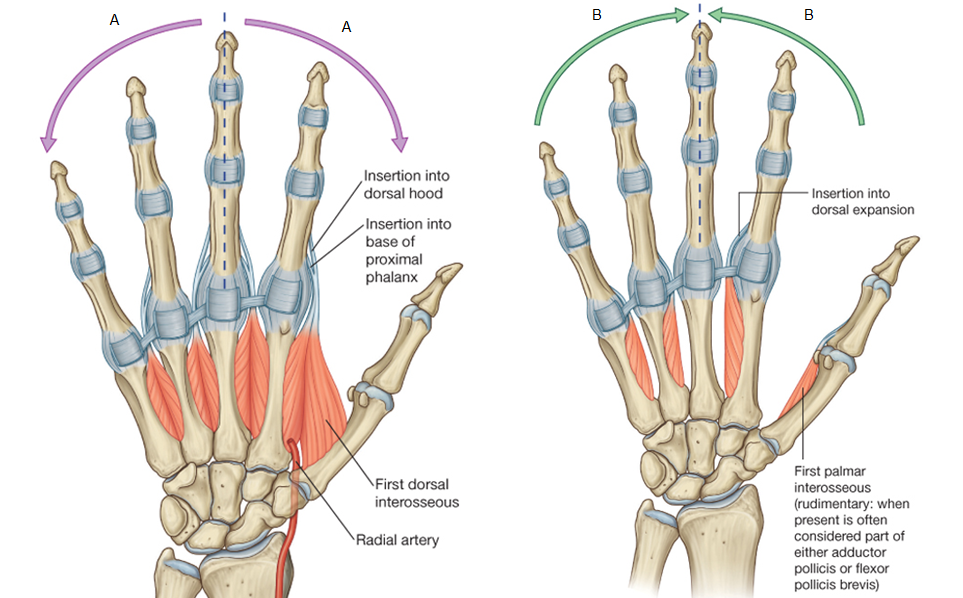 A
A
Insertion into
dorsal hood
Insertion into
base of
proximal
phalanx
First dorsal
interosseous
Radial artery
B
B
Insertion into
dorsal expansion
First palmar
interosseous
(rudimentary: when
present is often
considered part of
either adductor
pollicis or flexor
pollicis brevis)